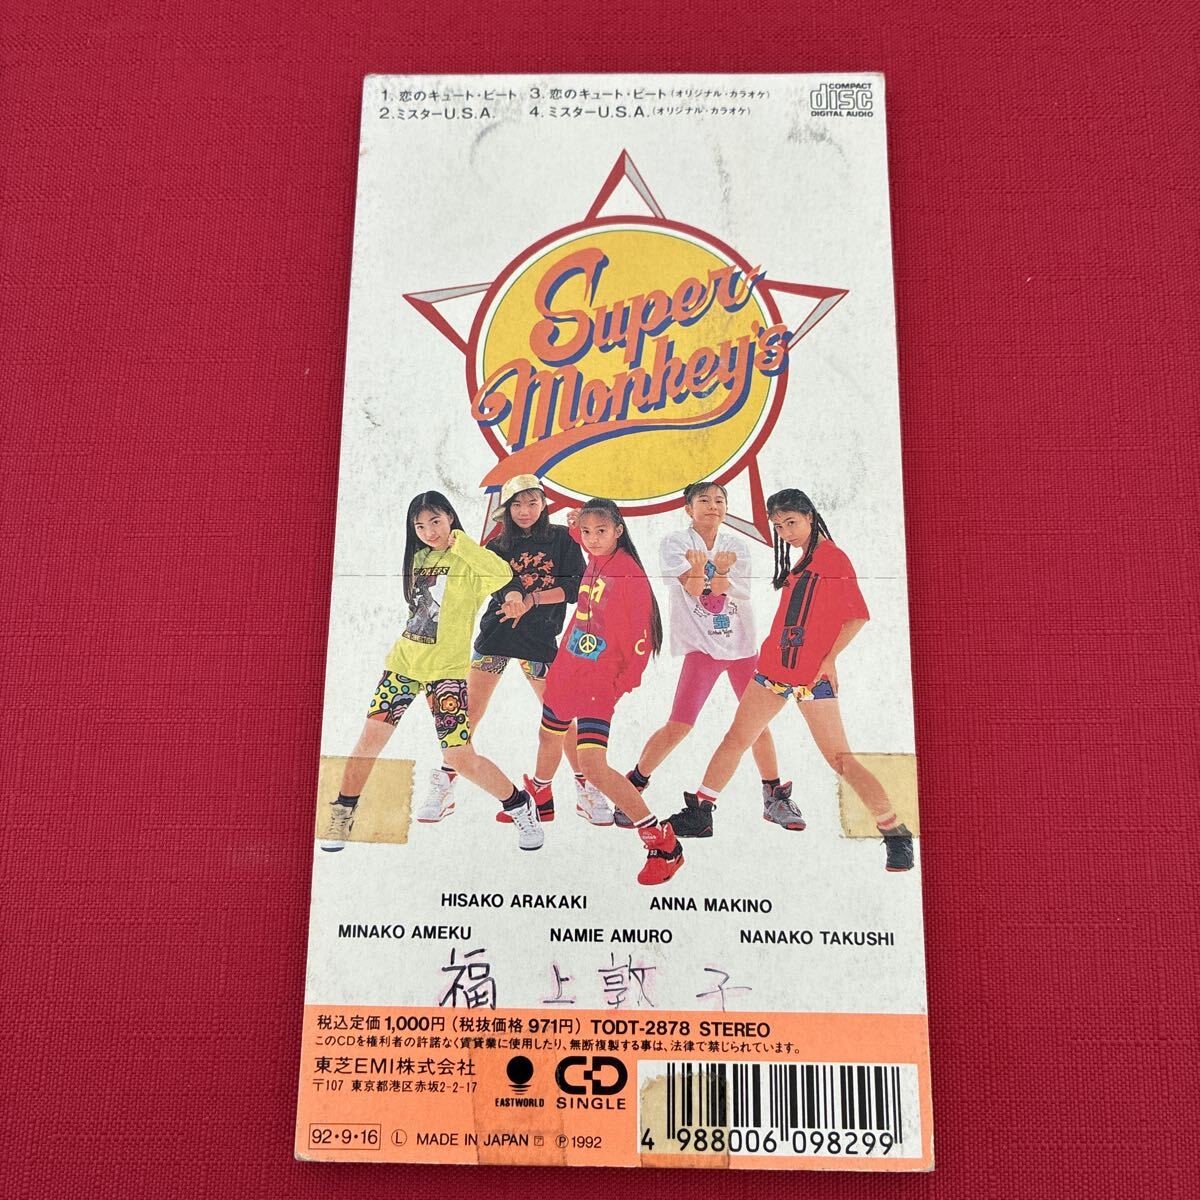 1. 恋のキュート・ビート 3. 恋のキュート・ビート(オリジナル・カラオケ)
2. ミスターU.S.A. 4. ミスターU.S.A.(オリジナル・カラオケ)
COMPACT
disc
DIGITAL AUDIO
Super
Monkey's
HISAKO ARAKAKI ANNA MAKINO
MINAKO AMEKU NAMIE AMURO NANAKO TAKUSHI
福上敦子
税込定価1,000円(税抜価格971円) TODT-2878 STEREO
このCDを権利者の許諾なく賃貸業に使用したり、無断複製する事は、法律で禁じられています。
東芝EMI株式会社
〒107 東京都港区赤坂2-2-17
EASTWORLD
CD
SINGLE
92・9・16 Ⓛ MADE IN JAPAN ℗ 1992
4 988006 098299